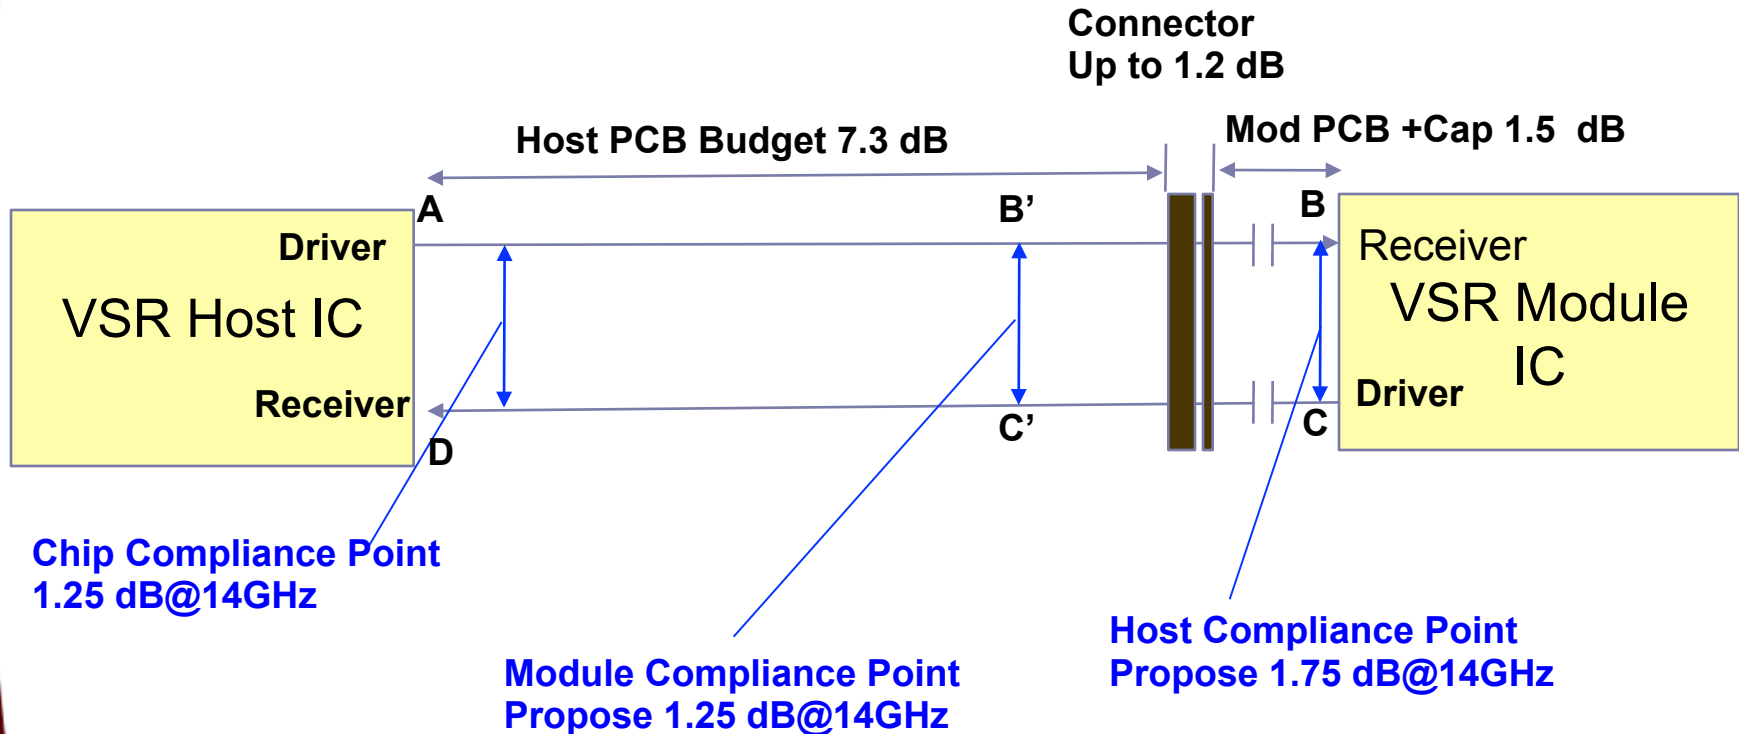 Connector
Up to 1.2 dB
Host PCB Budget 7.3 dB
Mod PCB +Cap 1.5 dB
A
B’
B
Driver
Receiver
VSR Host IC
VSR Module
IC
Receiver
Driver
D
C’
C
Chip Compliance Point
1.25 dB@14GHz
Module Compliance Point
Propose 1.25 dB@14GHz
Host Compliance Point
Propose 1.75 dB@14GHz